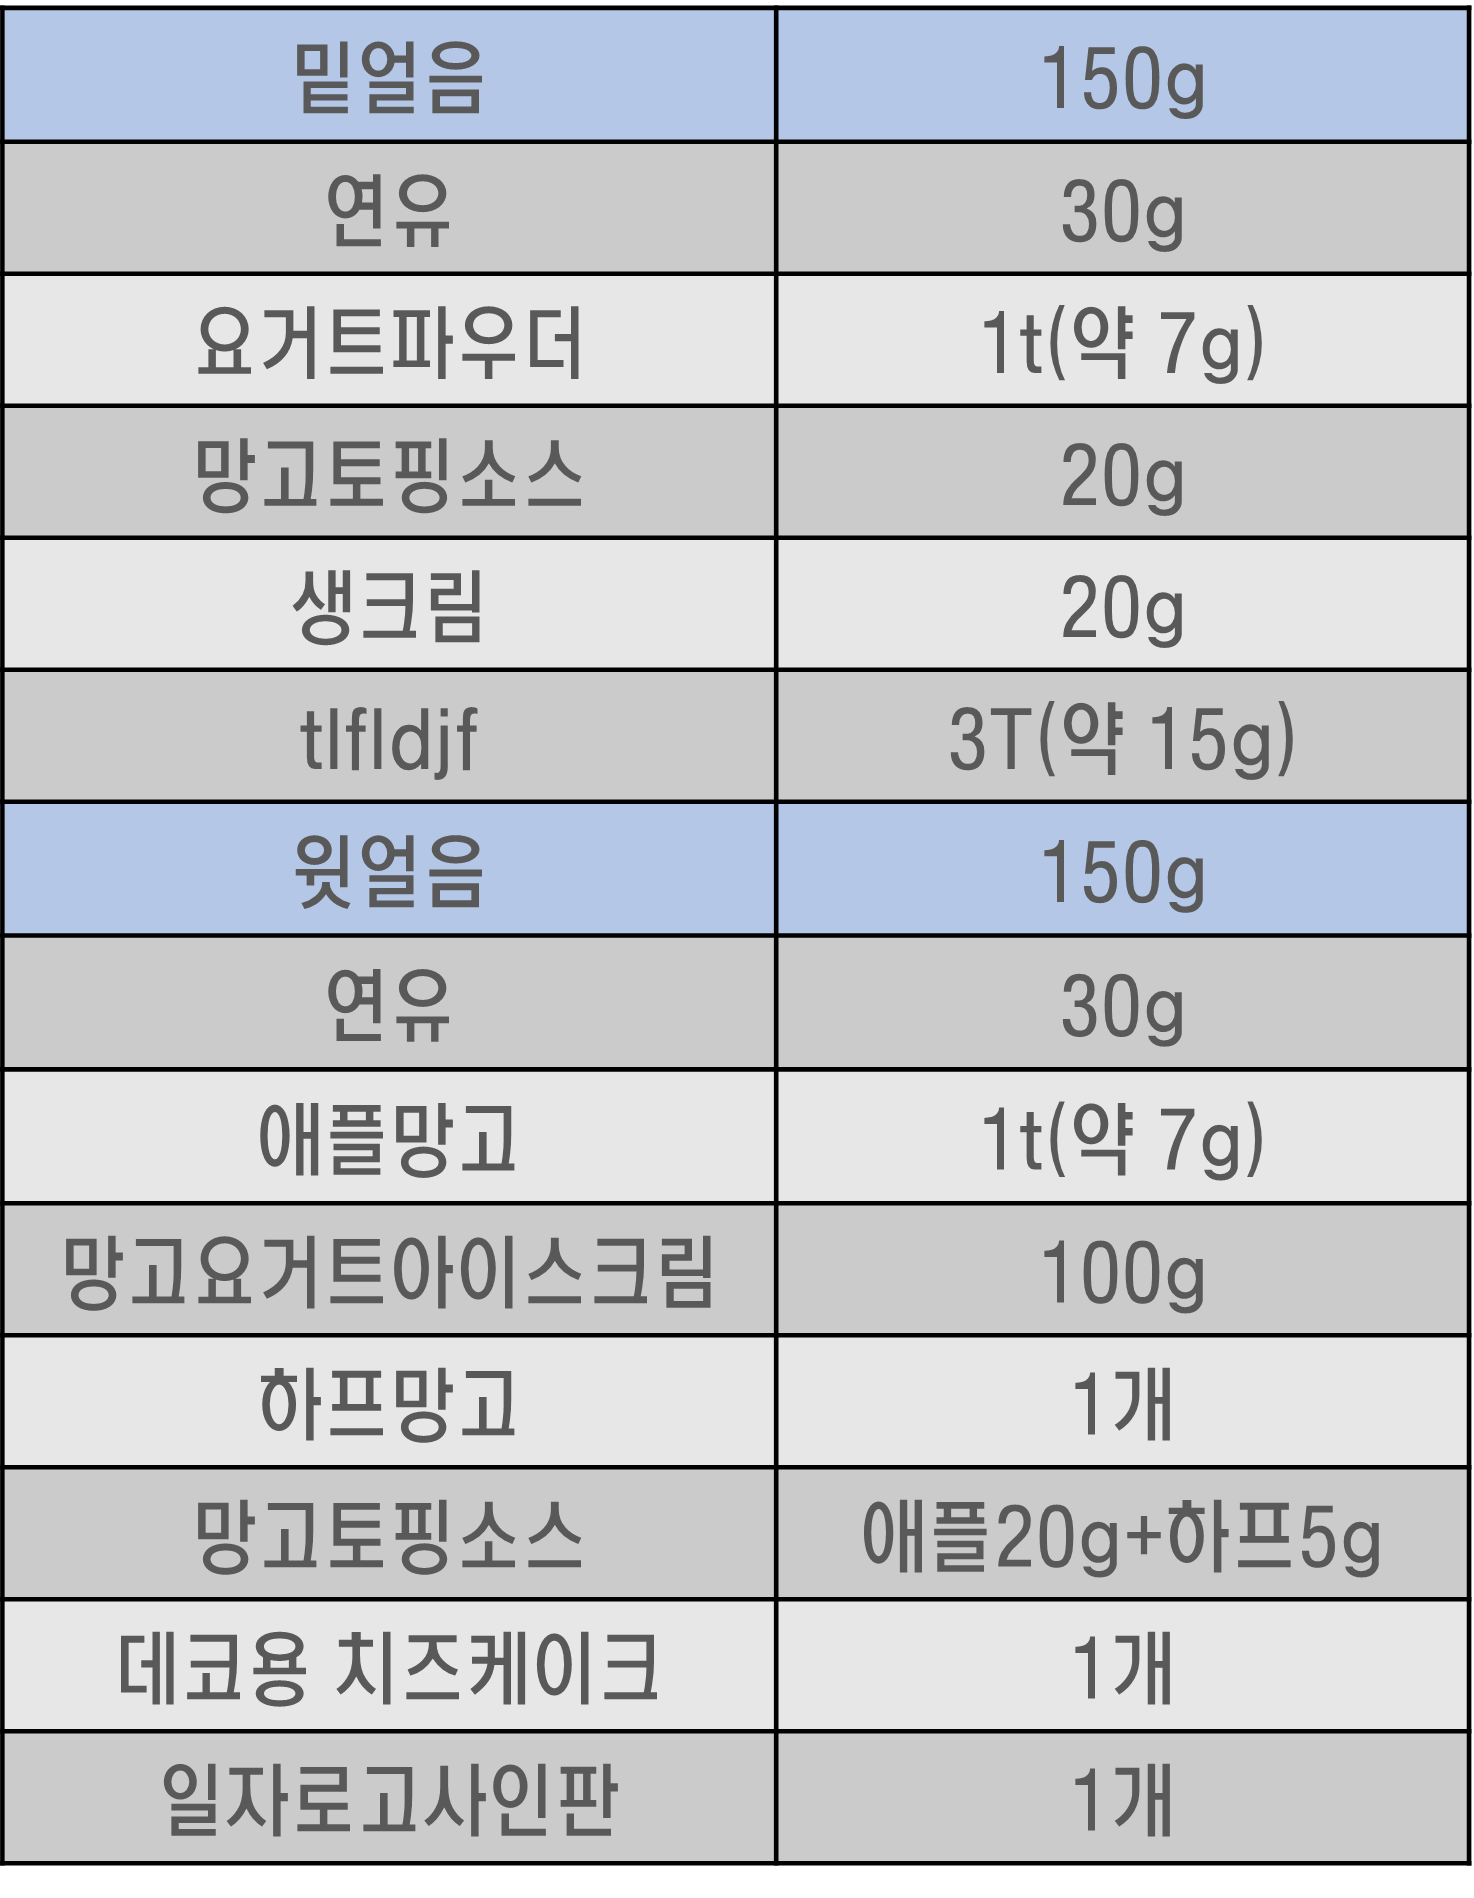 밑얼음 150g
연유 30g
요거트파우더 1t(약 7g)
망고토핑소스 20g
생크림 20g
tlfldjf 3T(약 15g)
윗얼음 150g
연유 30g
애플망고 1t(약 7g)
망고요거트아이스크림 100g
하프망고 1개
망고토핑소스 애플20g+하프5g
데코용 치즈케이크 1개
일자로고사인판 1개